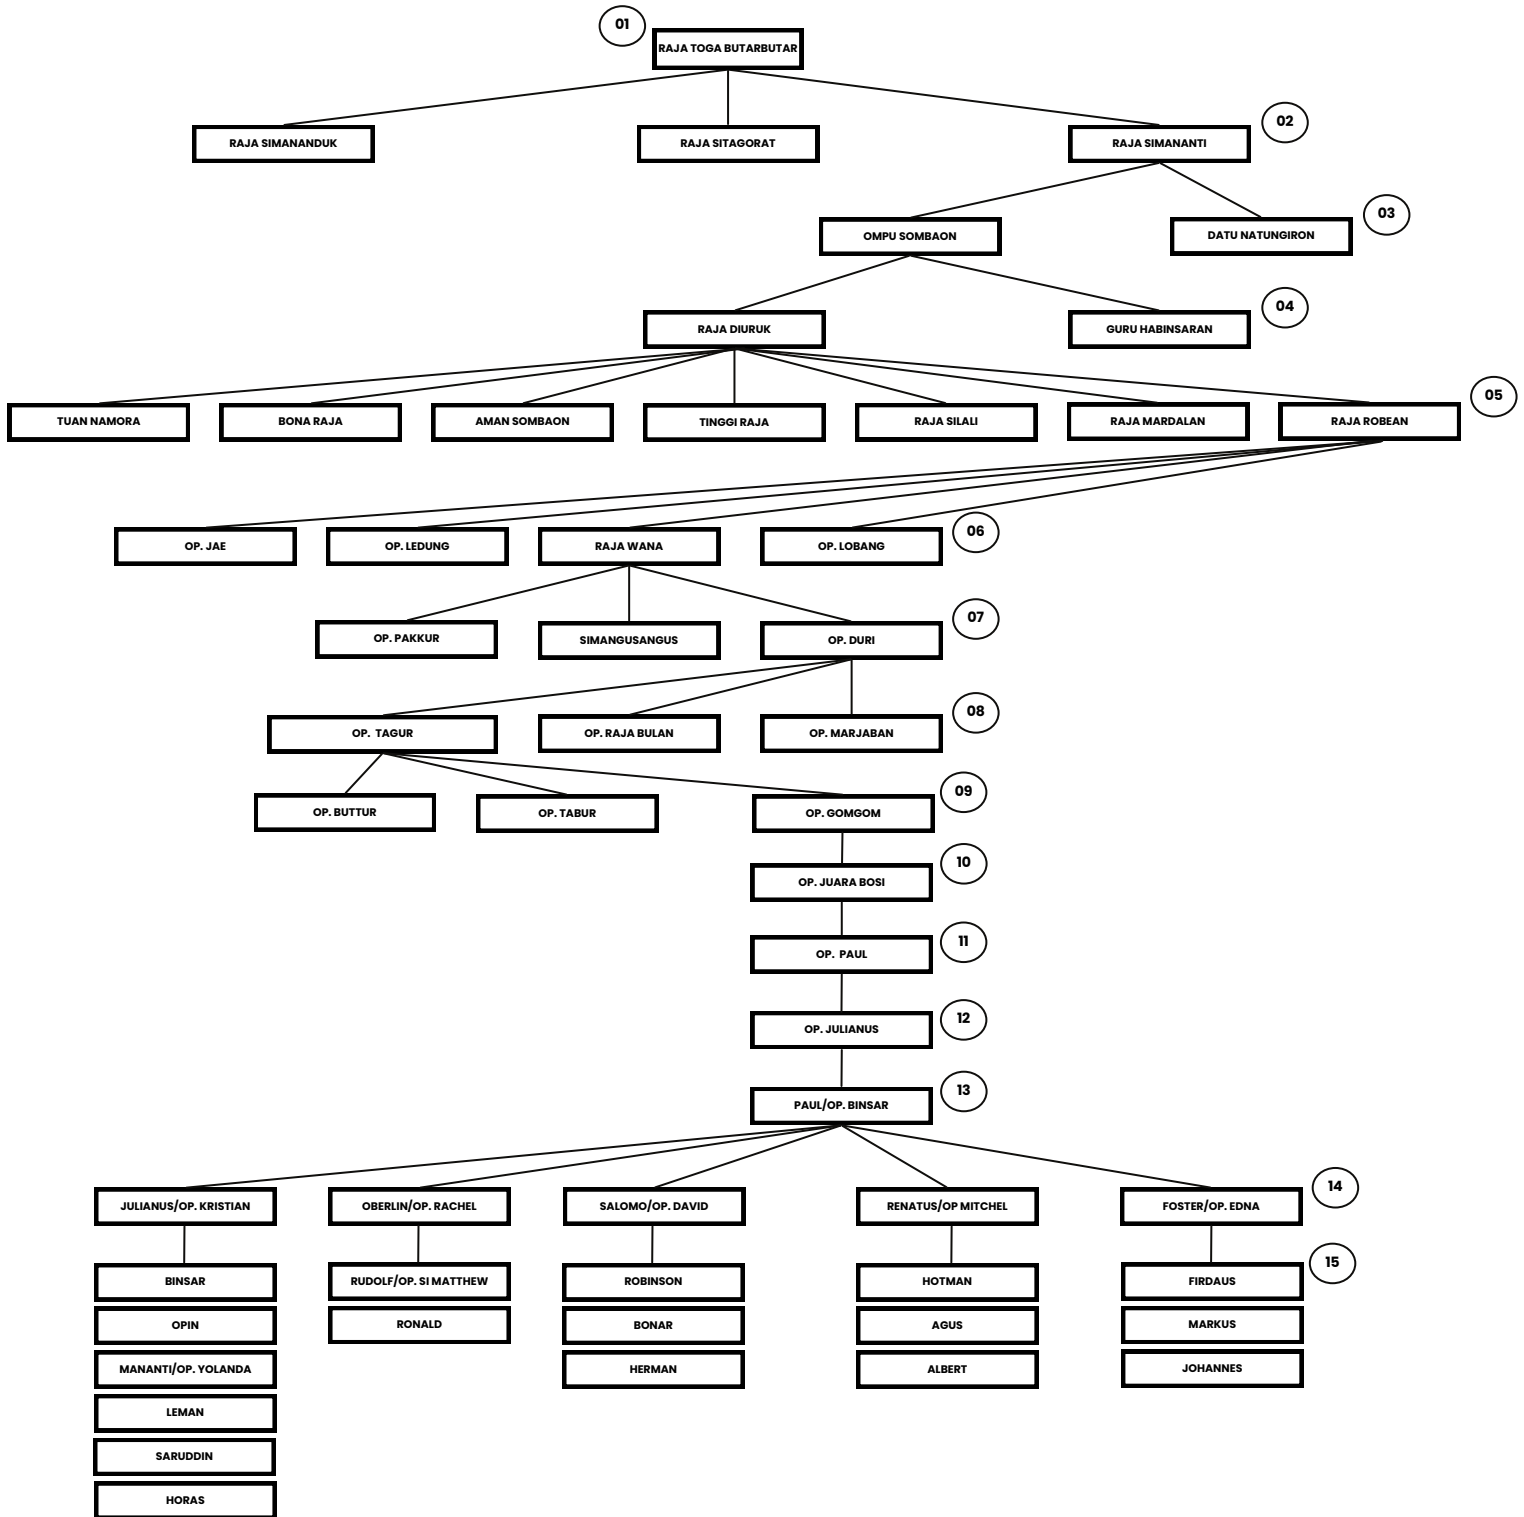 01
RAJA TOGA BUTARBUTAR
RAJA SIMANANDUK
RAJA SITAGORAT
RAJA SIMANANTI
02
OMPU SOMBAON
DATU NATUNGIRON
03
RAJA DIURUK
GURU HABINSARAN
04
TUAN NAMORA
BONA RAJA
AMAN SOMBAON
TINGGI RAJA
RAJA SILALI
RAJA MARDALAN
RAJA ROBEAN
05
OP. JAE
OP. LEDUNG
RAJA WANA
OP. LOBANG
06
OP. PAKKUR
SIMANGUSANGUS
OP. DURI
07
OP. TAGUR
OP. RAJA BULAN
OP. MARJABAN
08
OP. BUTTUR
OP. TABUR
OP. GOMGOM
09
OP. JUARA BOSI
10
OP. PAUL
11
OP. JULIANUS
12
PAUL/OP. BINSAR
13
JULIANUS/OP. KRISTIAN
OBERLIN/OP. RACHEL
SALOMO/OP. DAVID
RENATUS/OP MITCHEL
FOSTER/OP. EDNA
14
BINSAR
RUDOLF/OP. SI MATTHEW
ROBINSON
HOTMAN
FIRDAUS
15
OPIN
RONALD
BONAR
AGUS
MARKUS
MANANTI/OP. YOLANDA
HERMAN
ALBERT
JOHANNES
LEMAN
SARUDDIN
HORAS